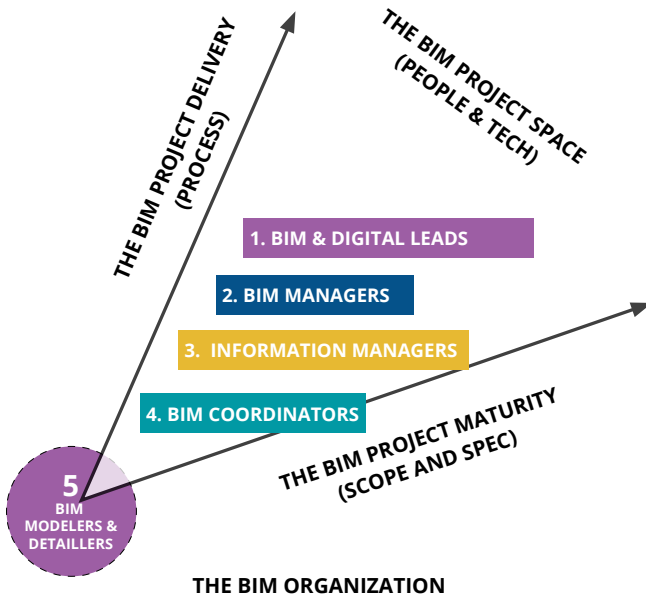 THE BIM PROJECT DELIVERY
(PROCESS)
THE BIM PROJECT SPACE
(PEOPLE & TECH)
1. BIM & DIGITAL LEADS
2. BIM MANAGERS
3. INFORMATION MANAGERS
4. BIM COORDINATORS
THE BIM PROJECT MATURITY
(SCOPE AND SPEC)
5
BIM
MODELERS &
DETAILLERS
THE BIM ORGANIZATION